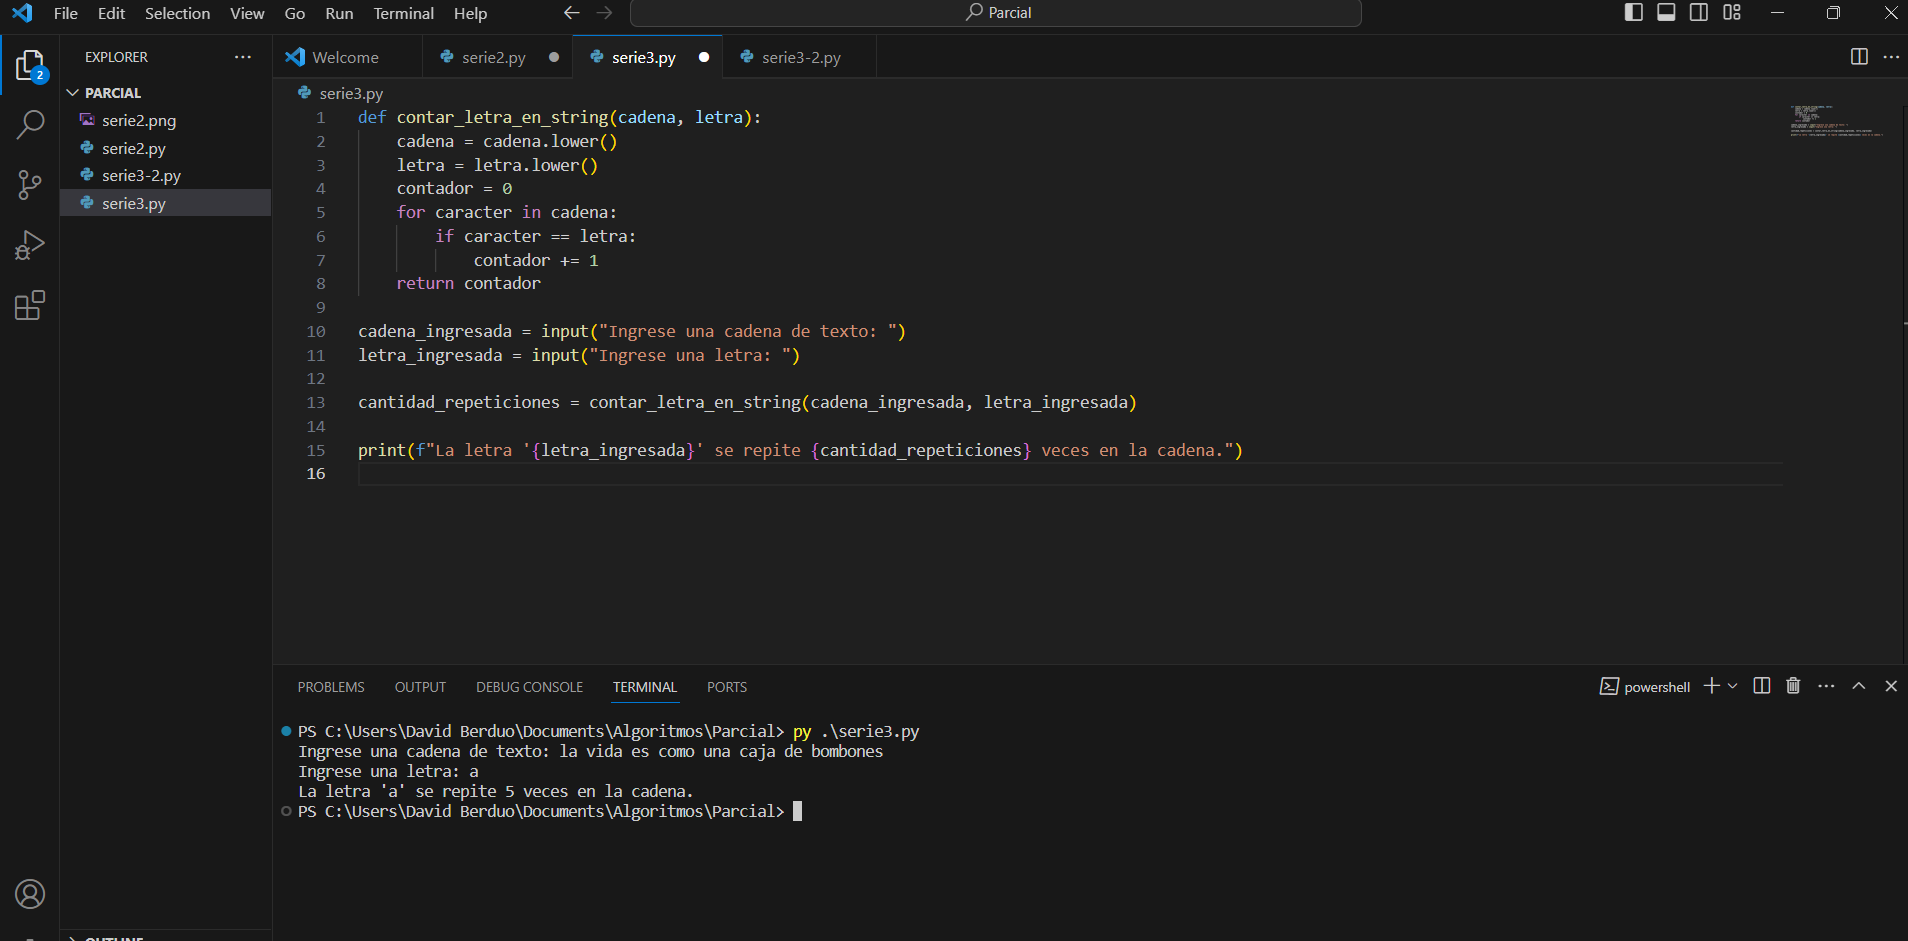 File Edit Selection View Go Run Terminal Help
Parcial
EXPLORER
Welcome
serie2.py
serie3.py
serie3-2.py
PARCIAL
serie2.png
serie2.py
serie3-2.py
serie3.py
serie3.py
1 def contar_letra_en_string(cadena, letra):
2     cadena = cadena.lower()
3     letra = letra.lower()
4     contador = 0
5     for caracter in cadena:
6         if caracter == letra:
7             contador += 1
8     return contador
9
10 cadena_ingresada = input("Ingrese una cadena de texto: ")
11 letra_ingresada = input("Ingrese una letra: ")
12
13 cantidad_repeticiones = contar_letra_en_string(cadena_ingresada, letra_ingresada)
14
15 print(f"La letra '{letra_ingresada}' se repite {cantidad_repeticiones} veces en la cadena.")
16
2
PROBLEMS OUTPUT DEBUG CONSOLE TERMINAL PORTS
powershell
PS C:\Users\David Berduo\Documents\Algoritmos\Parcial> py .\serie3.py
Ingrese una cadena de texto: la vida es como una caja de bombones
Ingrese una letra: a
La letra 'a' se repite 5 veces en la cadena.
PS C:\Users\David Berduo\Documents\Algoritmos\Parcial>
OUTLINE